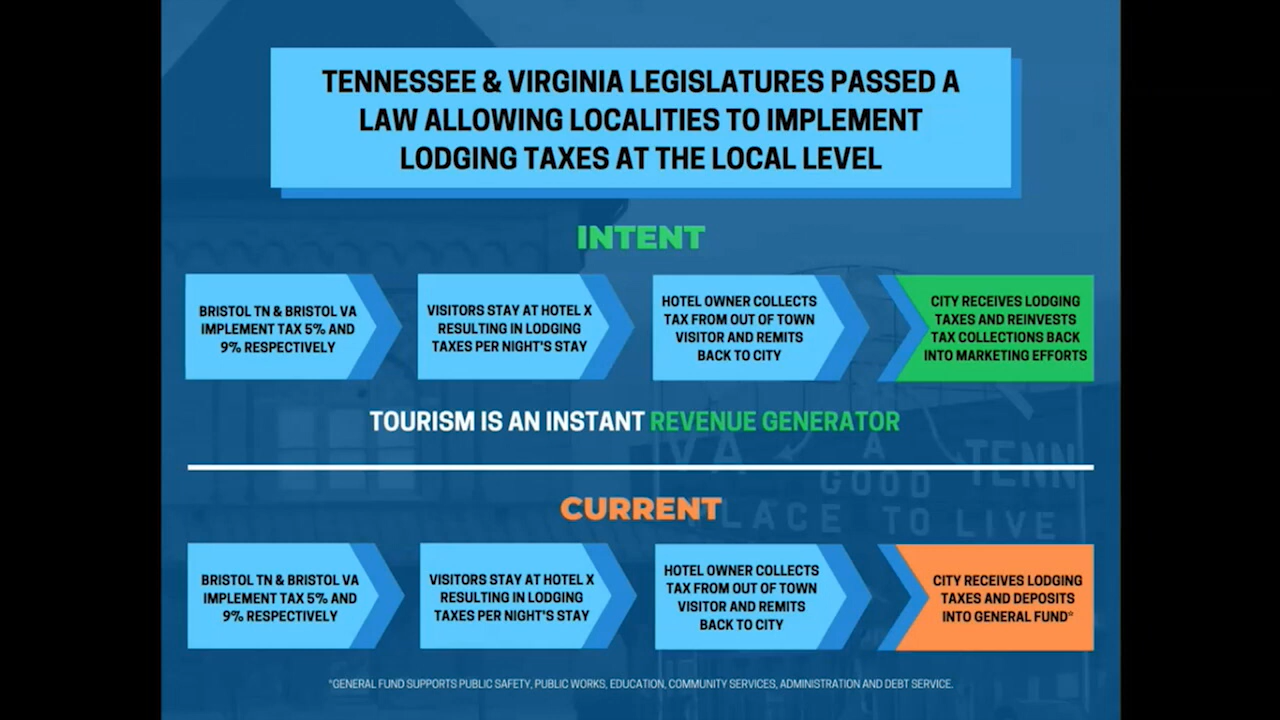 TENNESSEE & VIRGINIA LEGISLATURES PASSED A
LAW ALLOWING LOCALITIES TO IMPLEMENT
LODGING TAXES AT THE LOCAL LEVEL
INTENT
BRISTOL TN & BRISTOL VA
IMPLEMENT TAX 5% AND
9% RESPECTIVELY
VISITORS STAY AT HOTEL X
RESULTING IN LODGING
TAXES PER NIGHT'S STAY
HOTEL OWNER COLLECTS
TAX FROM OUT OF TOWN
VISITOR AND REMITS
BACK TO CITY
CITY RECEIVES LODGING
TAXES AND REINVESTS
TAX COLLECTIONS BACK
INTO MARKETING EFFORTS
TOURISM IS AN INSTANT REVENUE GENERATOR
VA A TENN
GOOD
PLACE TO LIVE
CURRENT
BRISTOL TN & BRISTOL VA
IMPLEMENT TAX 5% AND
9% RESPECTIVELY
VISITORS STAY AT HOTEL X
RESULTING IN LODGING
TAXES PER NIGHT'S STAY
HOTEL OWNER COLLECTS
TAX FROM OUT OF TOWN
VISITOR AND REMITS
BACK TO CITY
CITY RECEIVES LODGING
TAXES AND DEPOSITS
INTO GENERAL FUND*
*GENERAL FUND SUPPORTS PUBLIC SAFETY, PUBLIC WORKS, EDUCATION, COMMUNITY SERVICES, ADMINISTRATION AND DEBT SERVICE.